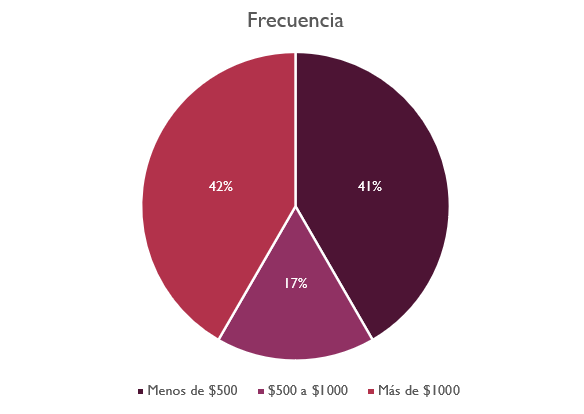 Frecuencia
42%
41%
17%
Menos de $500
$500 a $1000
Más de $1000